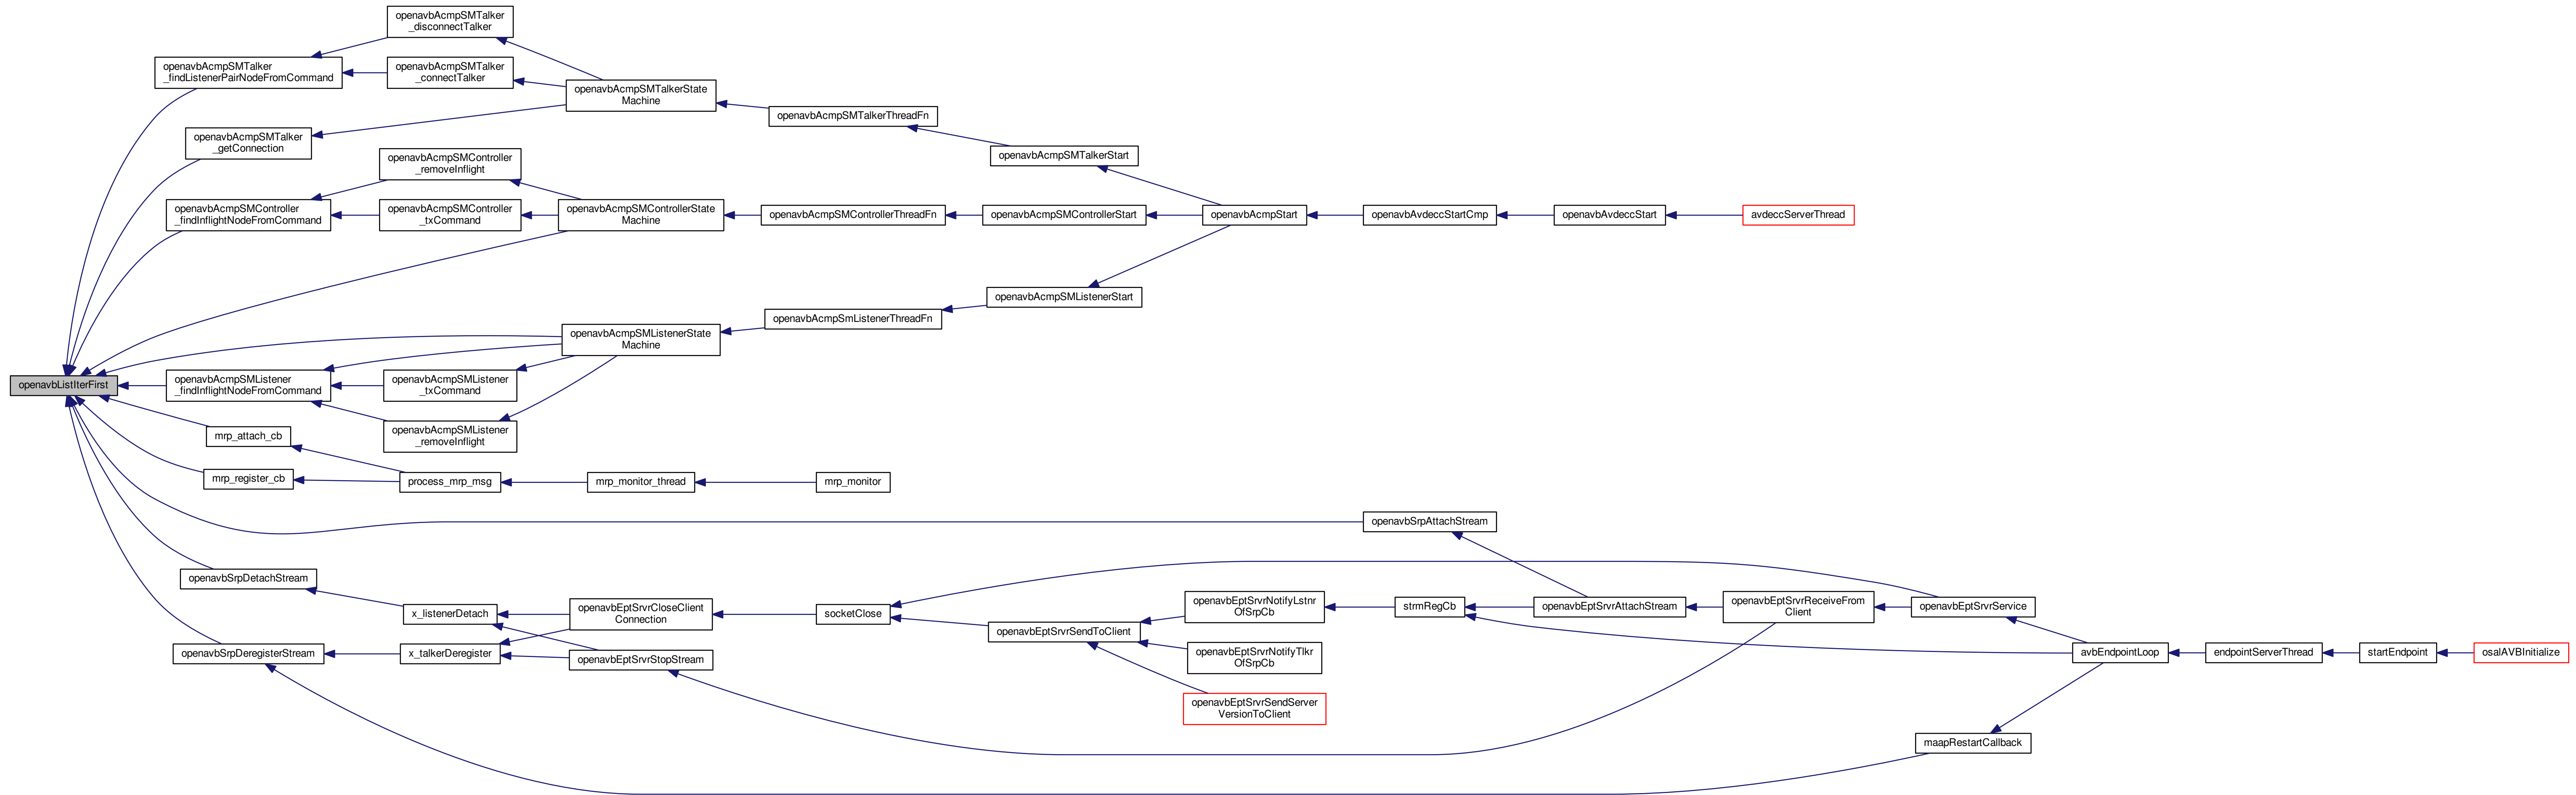 openavbAcmpSMTalker
_disconnectTalker
openavbAcmpSMTalker
_findListenerPairNodeFromCommand
openavbAcmpSMTalker
_connectTalker
openavbAcmpSMTalkerState
Machine
openavbAcmpSMTalkerThreadFn
openavbAcmpSMTalker
_getConnection
openavbAcmpSMTalkerStart
openavbAcmpSMController
_removeInflight
openavbAcmpSMController
_findInflightNodeFromCommand
openavbAcmpSMController
_txCommand
openavbAcmpSMControllerState
Machine
openavbAcmpSMControllerThreadFn
openavbAcmpSMControllerStart
openavbAcmpStart
openavbAvdeccStartCmp
openavbAvdeccStart
avdeccServerThread
openavbAcmpSMListenerStart
openavbAcmpSmListenerThreadFn
openavbAcmpSMListenerState
Machine
openavbListIterFirst
openavbAcmpSMListener
_findInflightNodeFromCommand
openavbAcmpSMListener
_txCommand
openavbAcmpSMListener
_removeInflight
mrp_attach_cb
mrp_register_cb
process_mrp_msg
mrp_monitor_thread
mrp_monitor
openavbSrpAttachStream
openavbSrpDetachStream
x_listenerDetach
openavbEptSrvrCloseClient
Connection
socketClose
openavbEptSrvrNotifyLstnr
OfSrpCb
strmRegCb
openavbEptSrvrAttachStream
openavbEptSrvrReceiveFrom
Client
openavbEptSrvrService
openavbEptSrvrSendToClient
openavbSrpDeregisterStream
x_talkerDeregister
openavbEptSrvrStopStream
openavbEptSrvrNotifyTlkr
OfSrpCb
avbEndpointLoop
endpointServerThread
startEndpoint
osalAVBInitialize
openavbEptSrvrSendServer
VersionToClient
maapRestartCallback